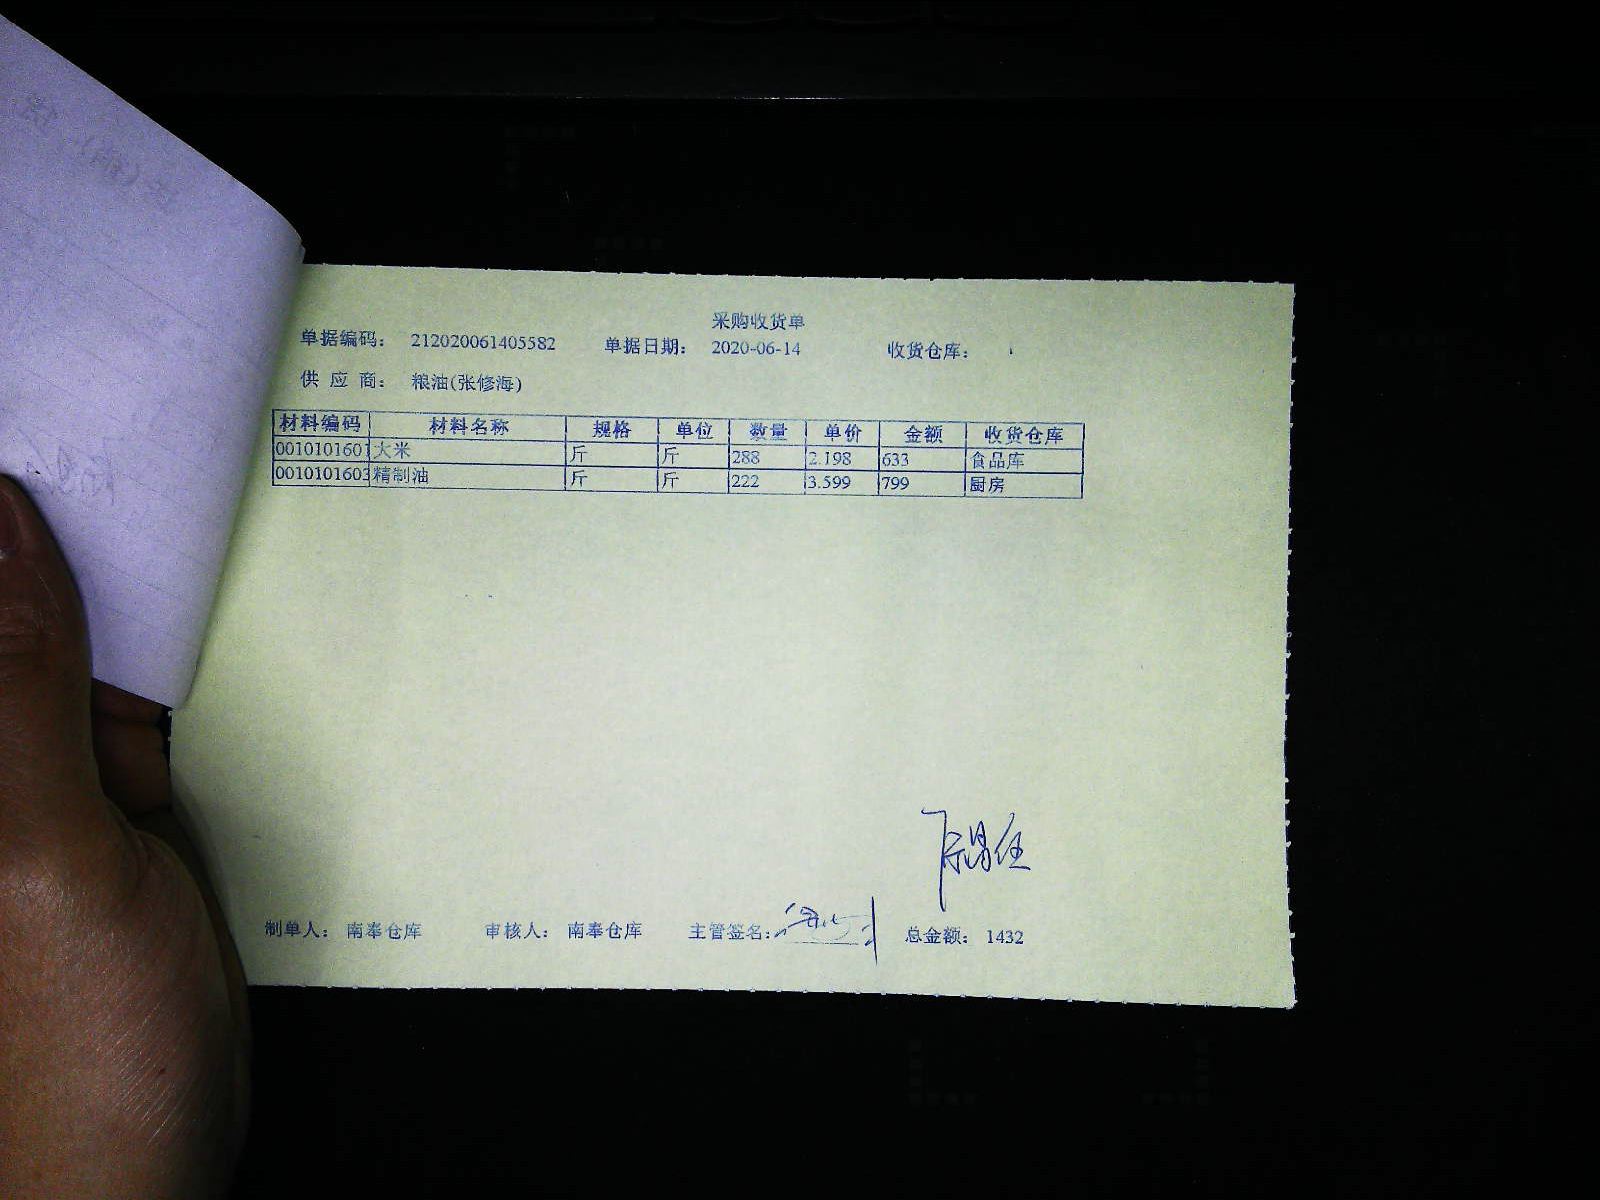 采购收货单
单据编码: 212020061405582 单据日期: 2020-06-14 收货仓库:
供 应 商: 粮油(张修海)
材料编码 材料名称 规格 单位 数量 单价 金额 收货仓库
0010101601 大米 斤 斤 288 2.198 633 食品库
0010101603 精制油 斤 斤 222 3.599 799 厨房
制单人: 南奉仓库 审核人: 南奉仓库 主管签名: 总金额: 1432